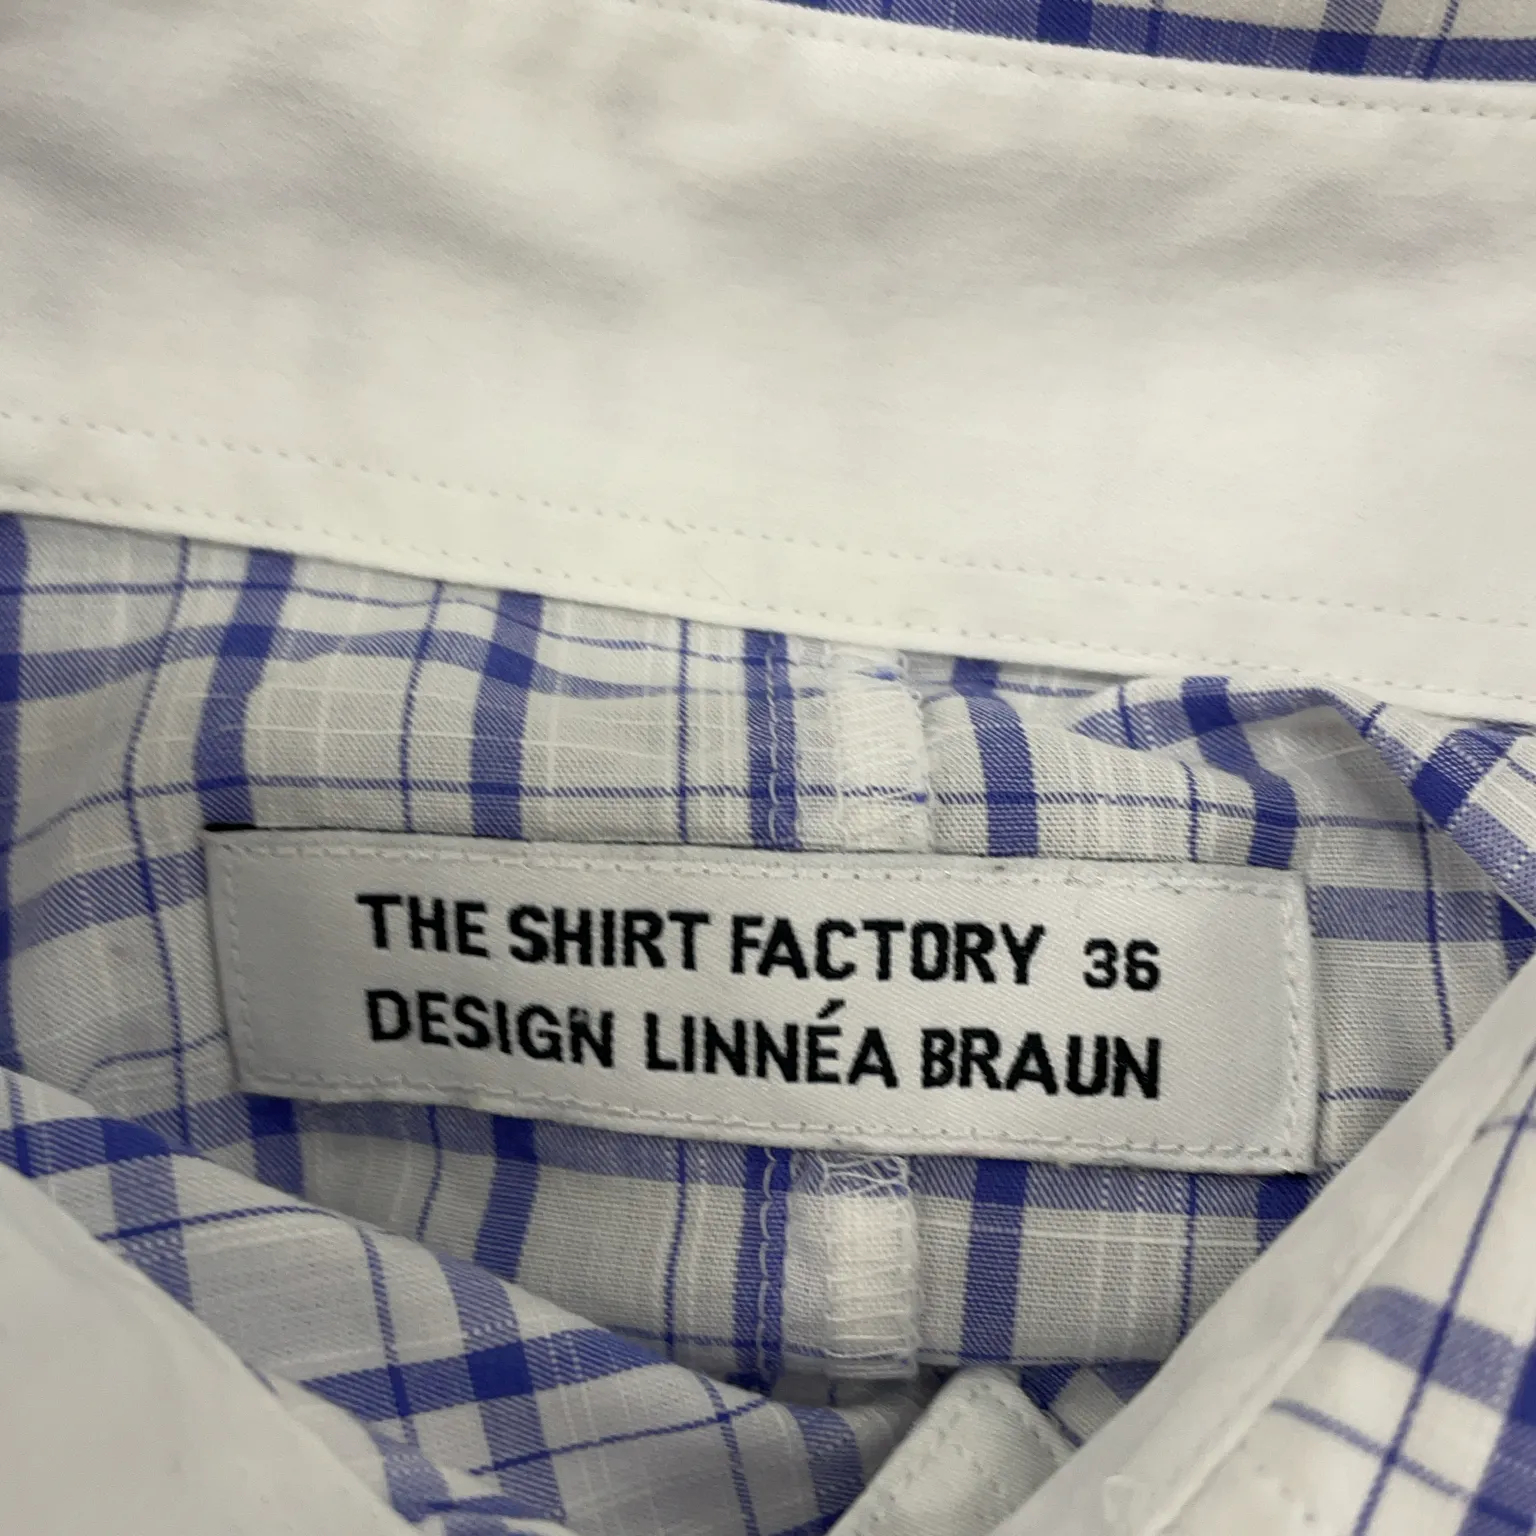 THE SHIRT FACTORY 36
DESIGN LINNÉA BRAUN